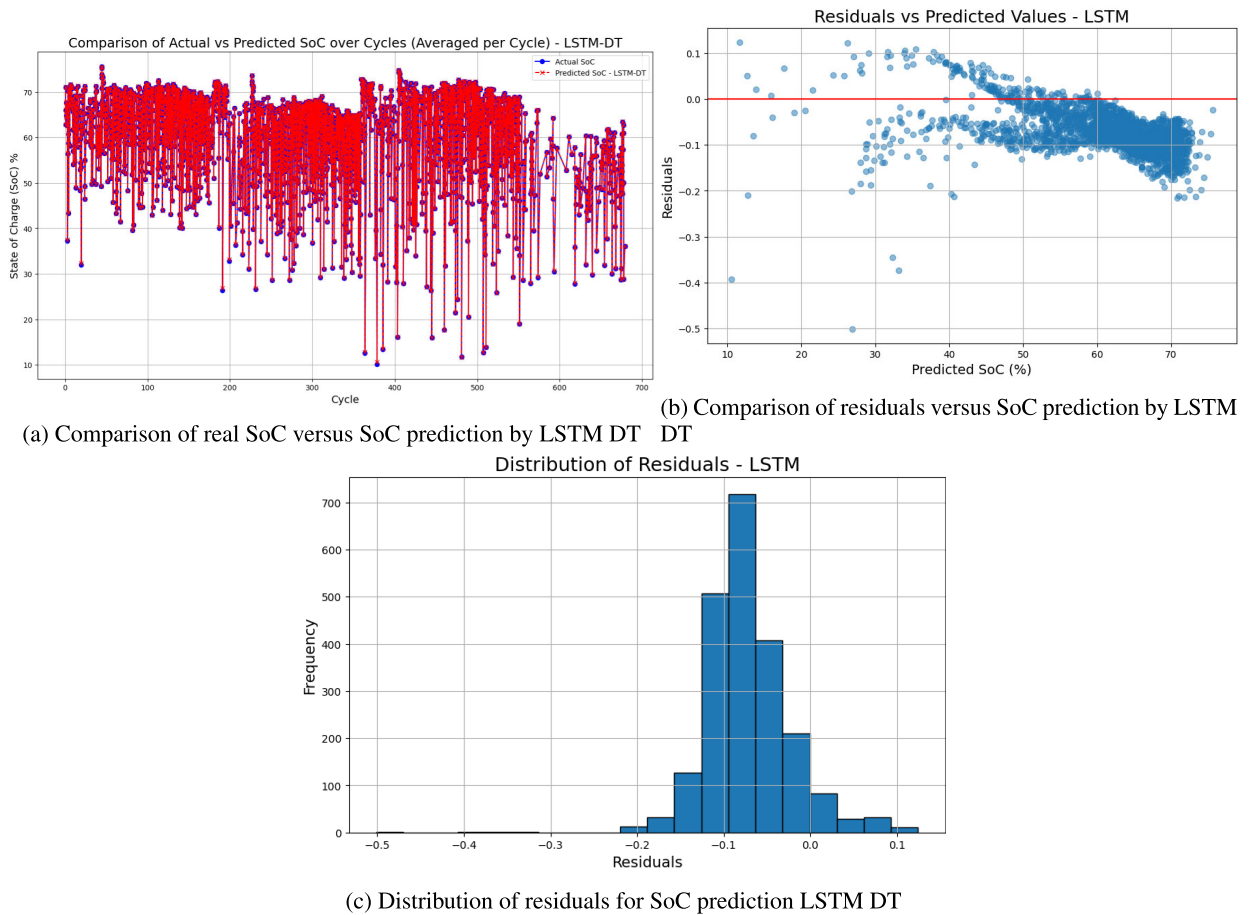 Comparison of Actual vs Predicted SoC over Cycles (Averaged per Cycle) - LSTM-DT
Actual SoC
Predicted SoC - LSTM-DT
State of Charge (SoC) %
70
60
50
40
30
20
10
0 100 200 300 400 500 600 700
Cycle
(a) Comparison of real SoC versus SoC prediction by LSTM DT
Residuals vs Predicted Values - LSTM
Residuals
0.1
0.0
−0.1
−0.2
−0.3
−0.4
−0.5
10 20 30 40 50 60 70
Predicted SoC (%)
(b) Comparison of residuals versus SoC prediction by LSTM
DT
Distribution of Residuals - LSTM
Frequency
700
600
500
400
300
200
100
0
−0.5 −0.4 −0.3 −0.2 −0.1 0.0 0.1
Residuals
(c) Distribution of residuals for SoC prediction LSTM DT